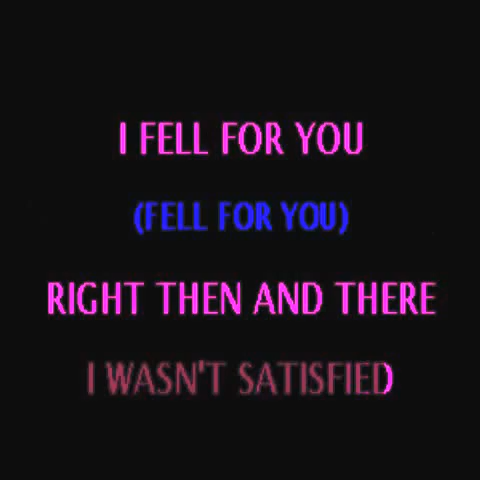 I FELL FOR YOU
(FELL FOR YOU)
RIGHT THEN AND THERE
I WASN'T SATISFIED